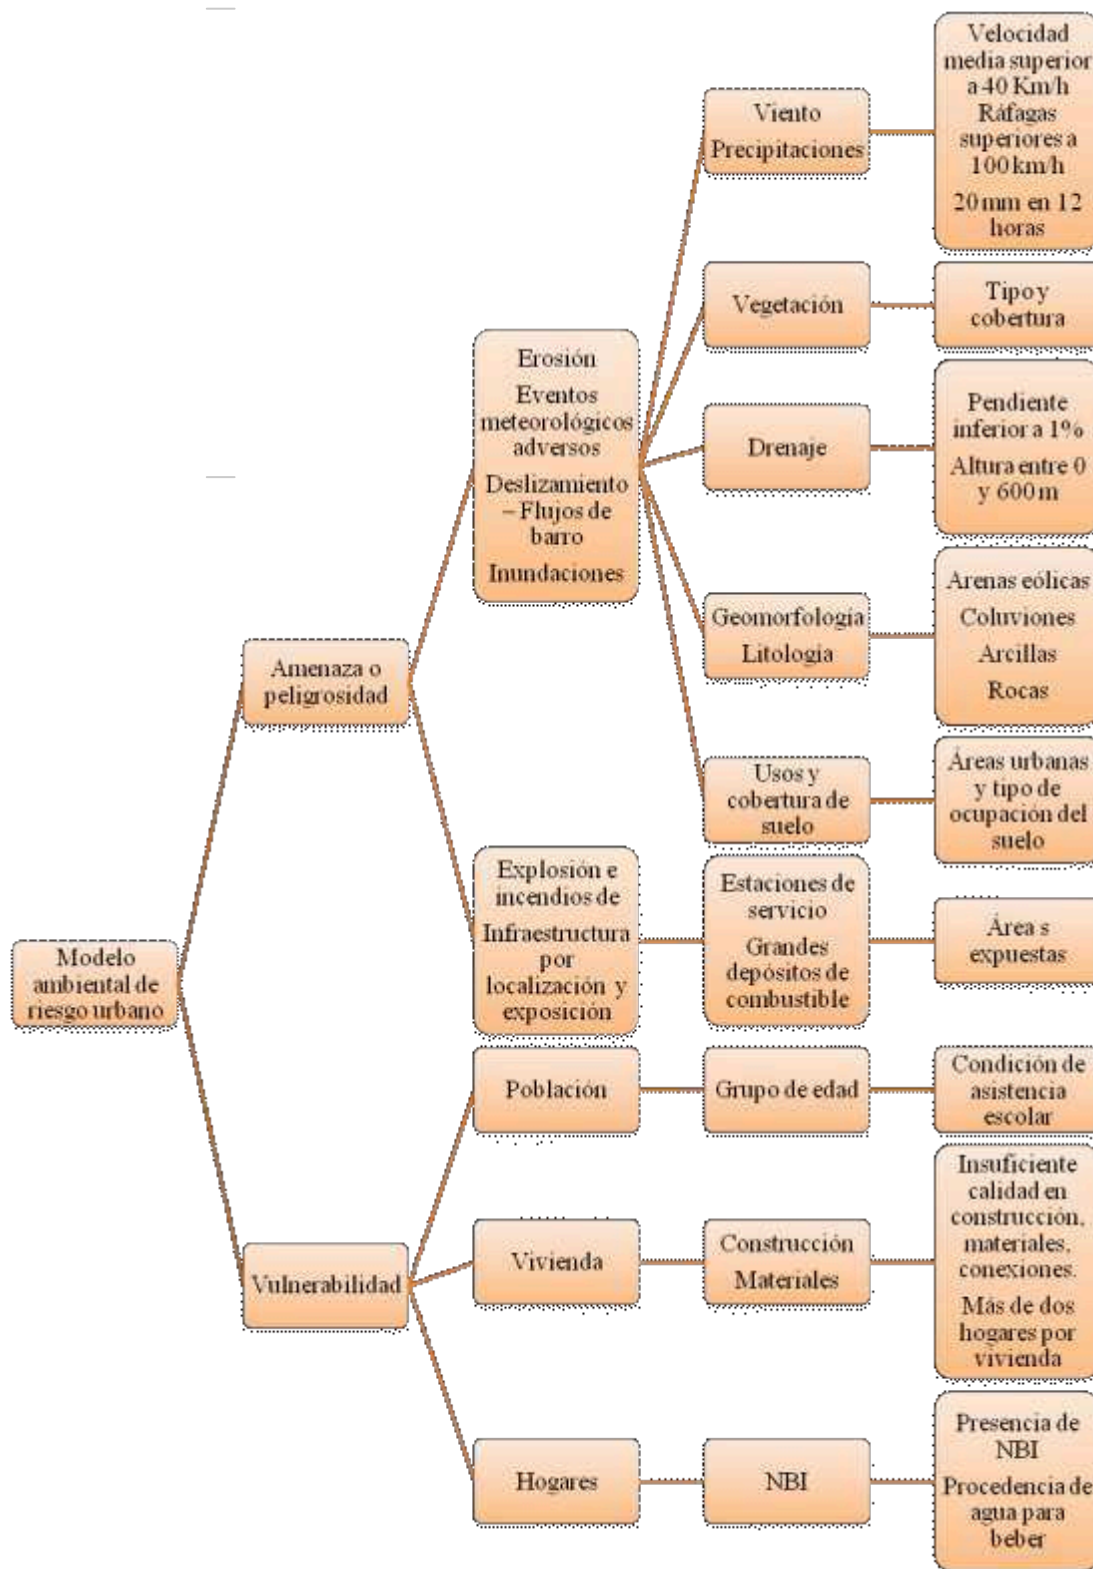 Modelo
ambiental de
riesgo urbano
Amenaza o
peligrosidad
Erosión
Eventos
meteorológicos
adversos
Deslizamiento
– Flujos de
barro
Inundaciones
Viento
Precipitaciones
Velocidad
media superior
a 40 Km/h
Ráfagas
superiores a
100 km/h
20 mm en 12
horas
Vegetación
Tipo y
cobertura
Drenaje
Pendiente
inferior a 1%
Altura entre 0
y 600 m
Geomorfología
Litología
Arenas eólicas
Coluviones
Arcillas
Rocas
Usos y
cobertura de
suelo
Áreas urbanas
y tipo de
ocupación del
suelo
Explosión e
incendios de
Infraestructura
por
localización y
exposición
Estaciones de
servicio
Grandes
depósitos de
combustible
Área s
expuestas
Vulnerabilidad
Población
Grupo de edad
Condición de
asistencia
escolar
Vivienda
Construcción
Materiales
Insuficiente
calidad en
construcción,
materiales,
conexiones.
Más de dos
hogares por
vivienda
Hogares
NBI
Presencia de
NBI
Procedencia de
agua para
beber